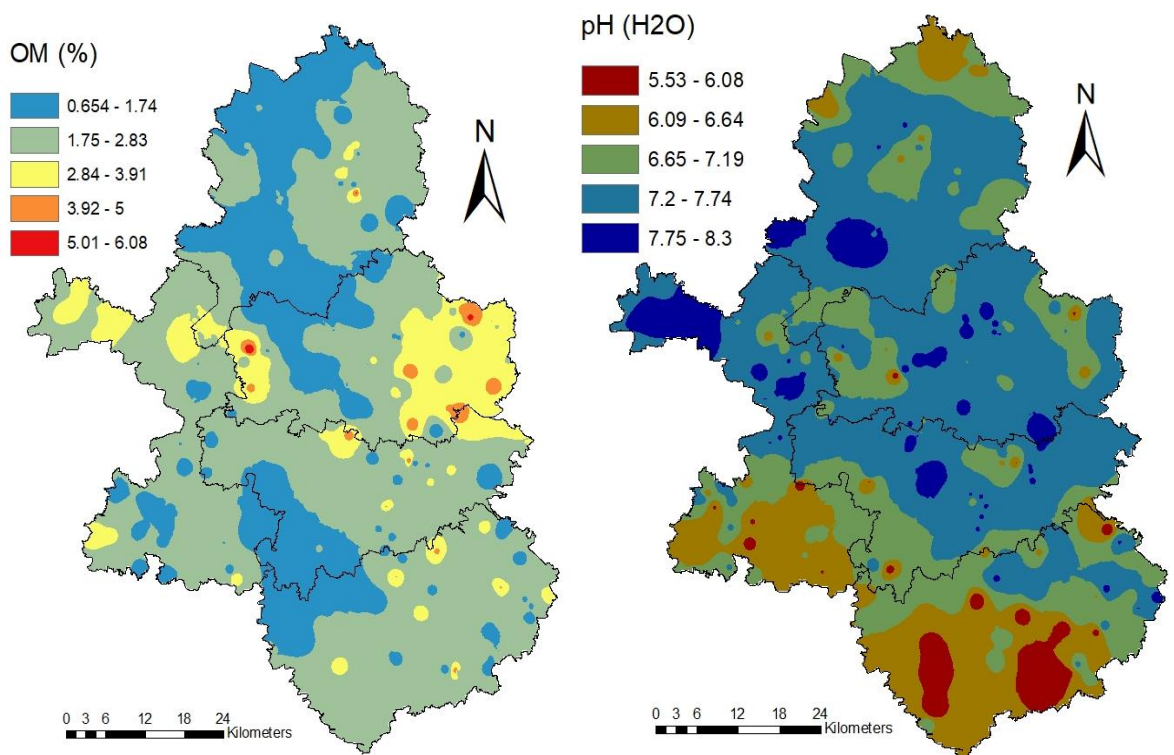 OM (%)
0.654 - 1.74
1.75 - 2.83
2.84 - 3.91
3.92 - 5
5.01 - 6.08
N
0 3 6 12 18 24
Kilometers
pH (H2O)
5.53 - 6.08
6.09 - 6.64
6.65 - 7.19
7.2 - 7.74
7.75 - 8.3
N
0 3 6 12 18 24
Kilometers